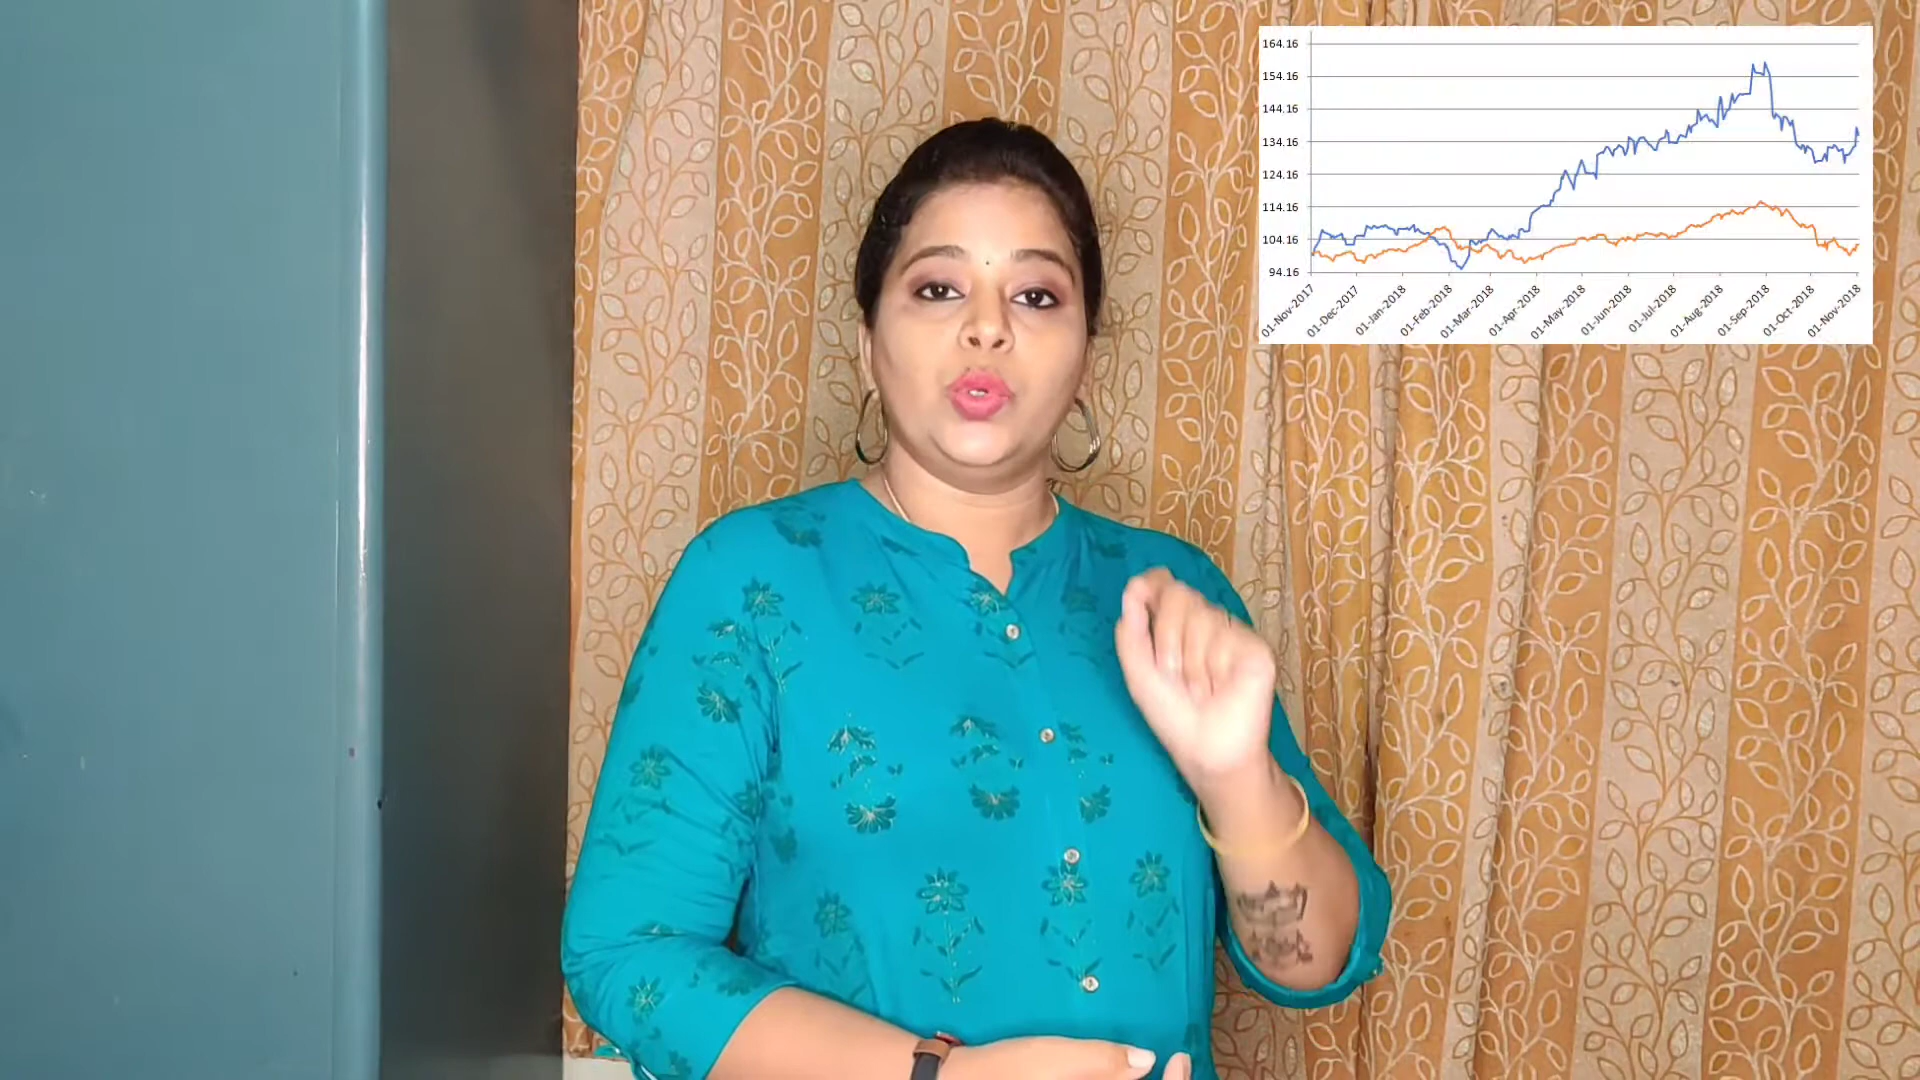 164.16
154.16
144.16
134.16
124.16
114.16
104.16
94.16
01-Nov-2017
01-Dec-2017
01-Jan-2018
01-Feb-2018
01-Mar-2018
01-Apr-2018
01-May-2018
01-Jun-2018
01-Jul-2018
01-Aug-2018
01-Sep-2018
01-Oct-2018
01-Nov-2018